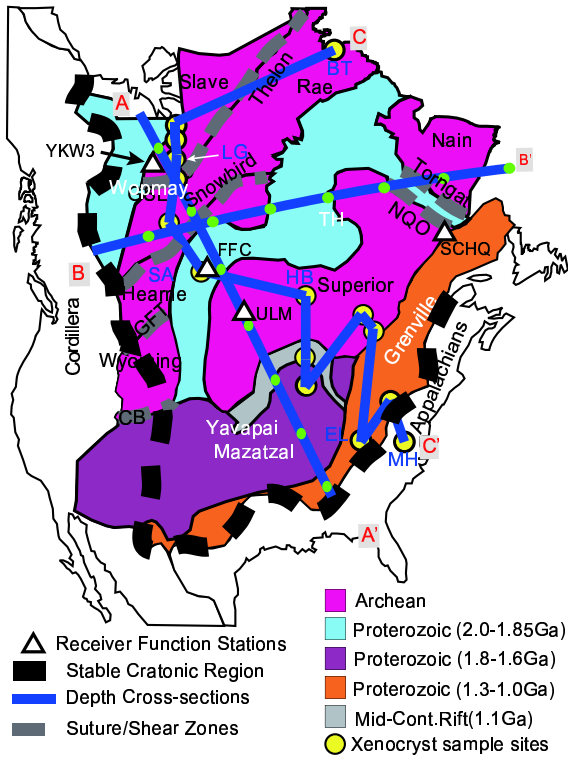 C
Slave
Thelon
BT
Rae
A
YKW3
Nain
LG
Wopmay
GSL
Snowbird
Torngat
B'
NQO
TH
SCHQ
FFC
B
SA
HB
Superior
Hearne
GFT
ULM
Cordillera
Grenville
Wyoming
Appalachians
CB
Yavapai
Mazatzal
EL
MH
C'
A'
Archean
Proterozoic (2.0-1.85Ga)
Proterozoic (1.8-1.6Ga)
Proterozoic (1.3-1.0Ga)
Mid-Cont.Rift(1.1Ga)
Xenocryst sample sites
Receiver Function Stations
Stable Cratonic Region
Depth Cross-sections
Suture/Shear Zones